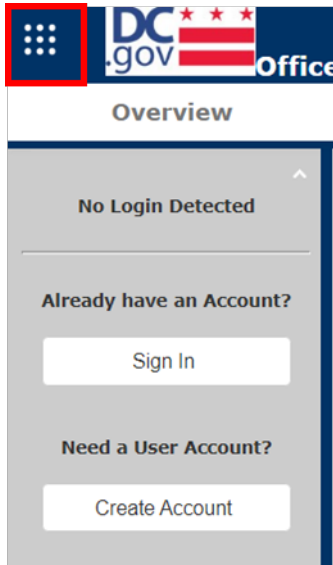 DC
.gov
Office
Overview
No Login Detected
Already have an Account?
Sign In
Need a User Account?
Create Account